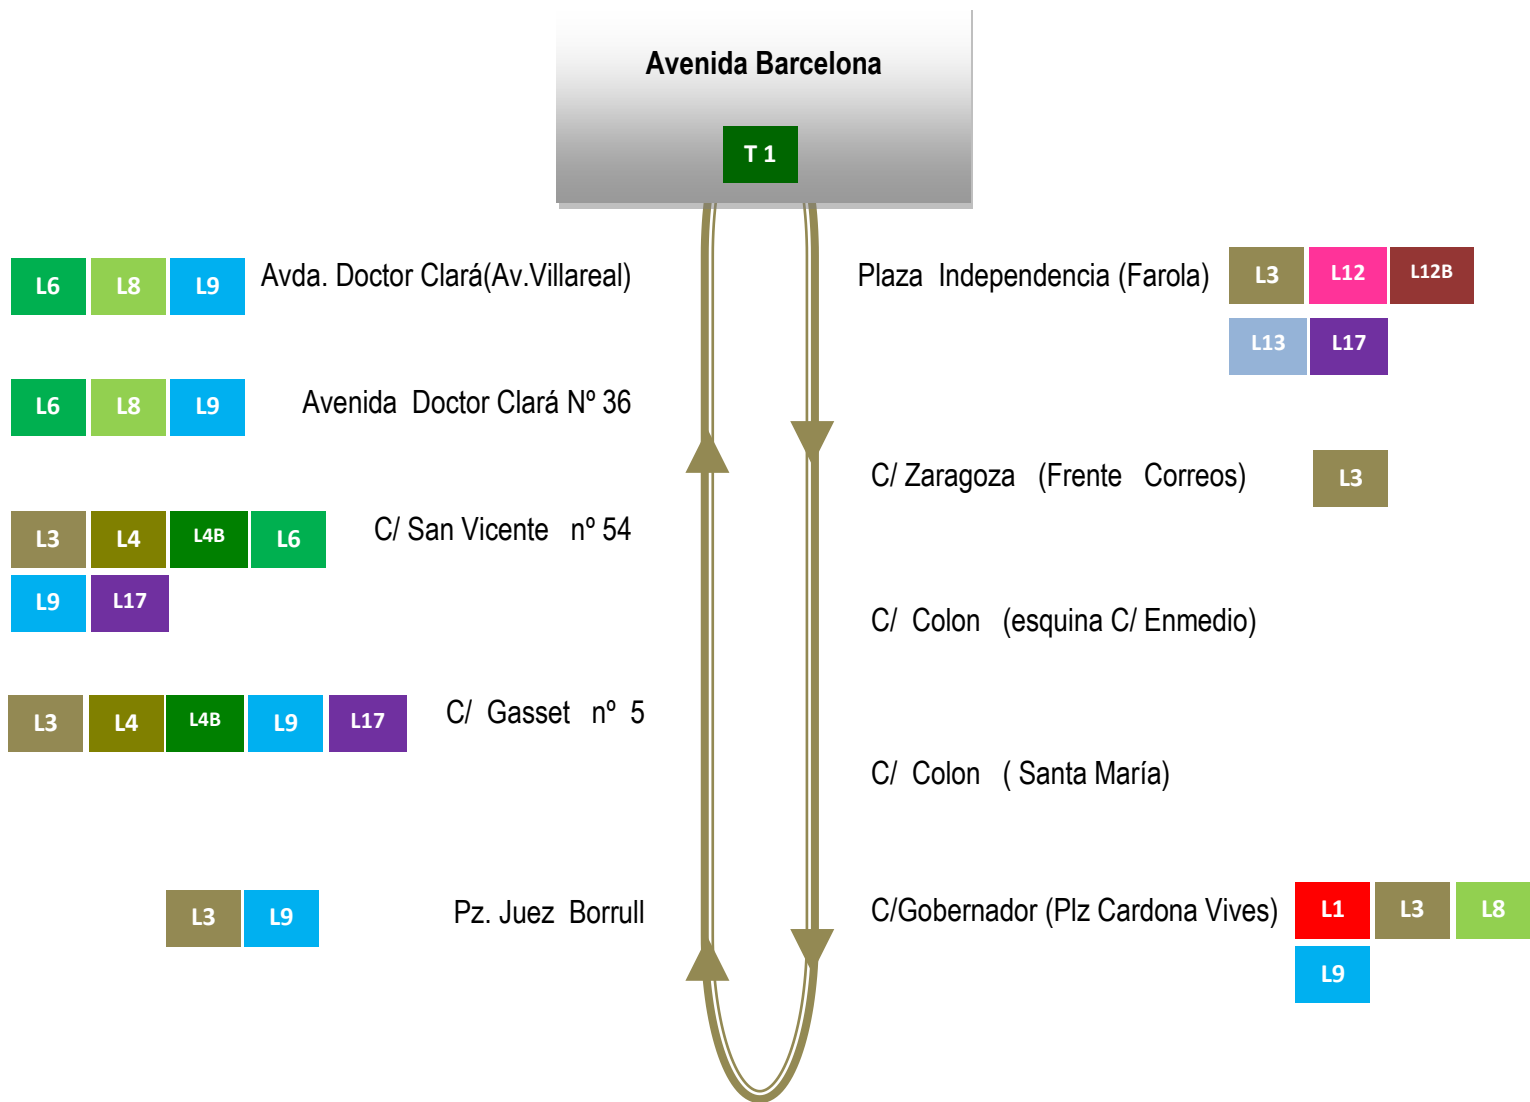 Avenida Barcelona
T 1
L6 L8 L9 Avda. Doctor Clará(Av.Villareal)
Plaza Independencia (Farola) L3 L12 L12B
L13 L17
L6 L8 L9 Avenida Doctor Clará Nº 36
C/ Zaragoza (Frente Correos) L3
L3 L4 L4B L6 C/ San Vicente nº 54
L9 L17
C/ Colon (esquina C/ Enmedio)
L3 L4 L4B L9 L17 C/ Gasset nº 5
C/ Colon ( Santa María)
L3 L9 Pz. Juez Borrull
C/Gobernador (Plz Cardona Vives) L1 L3 L8
L9